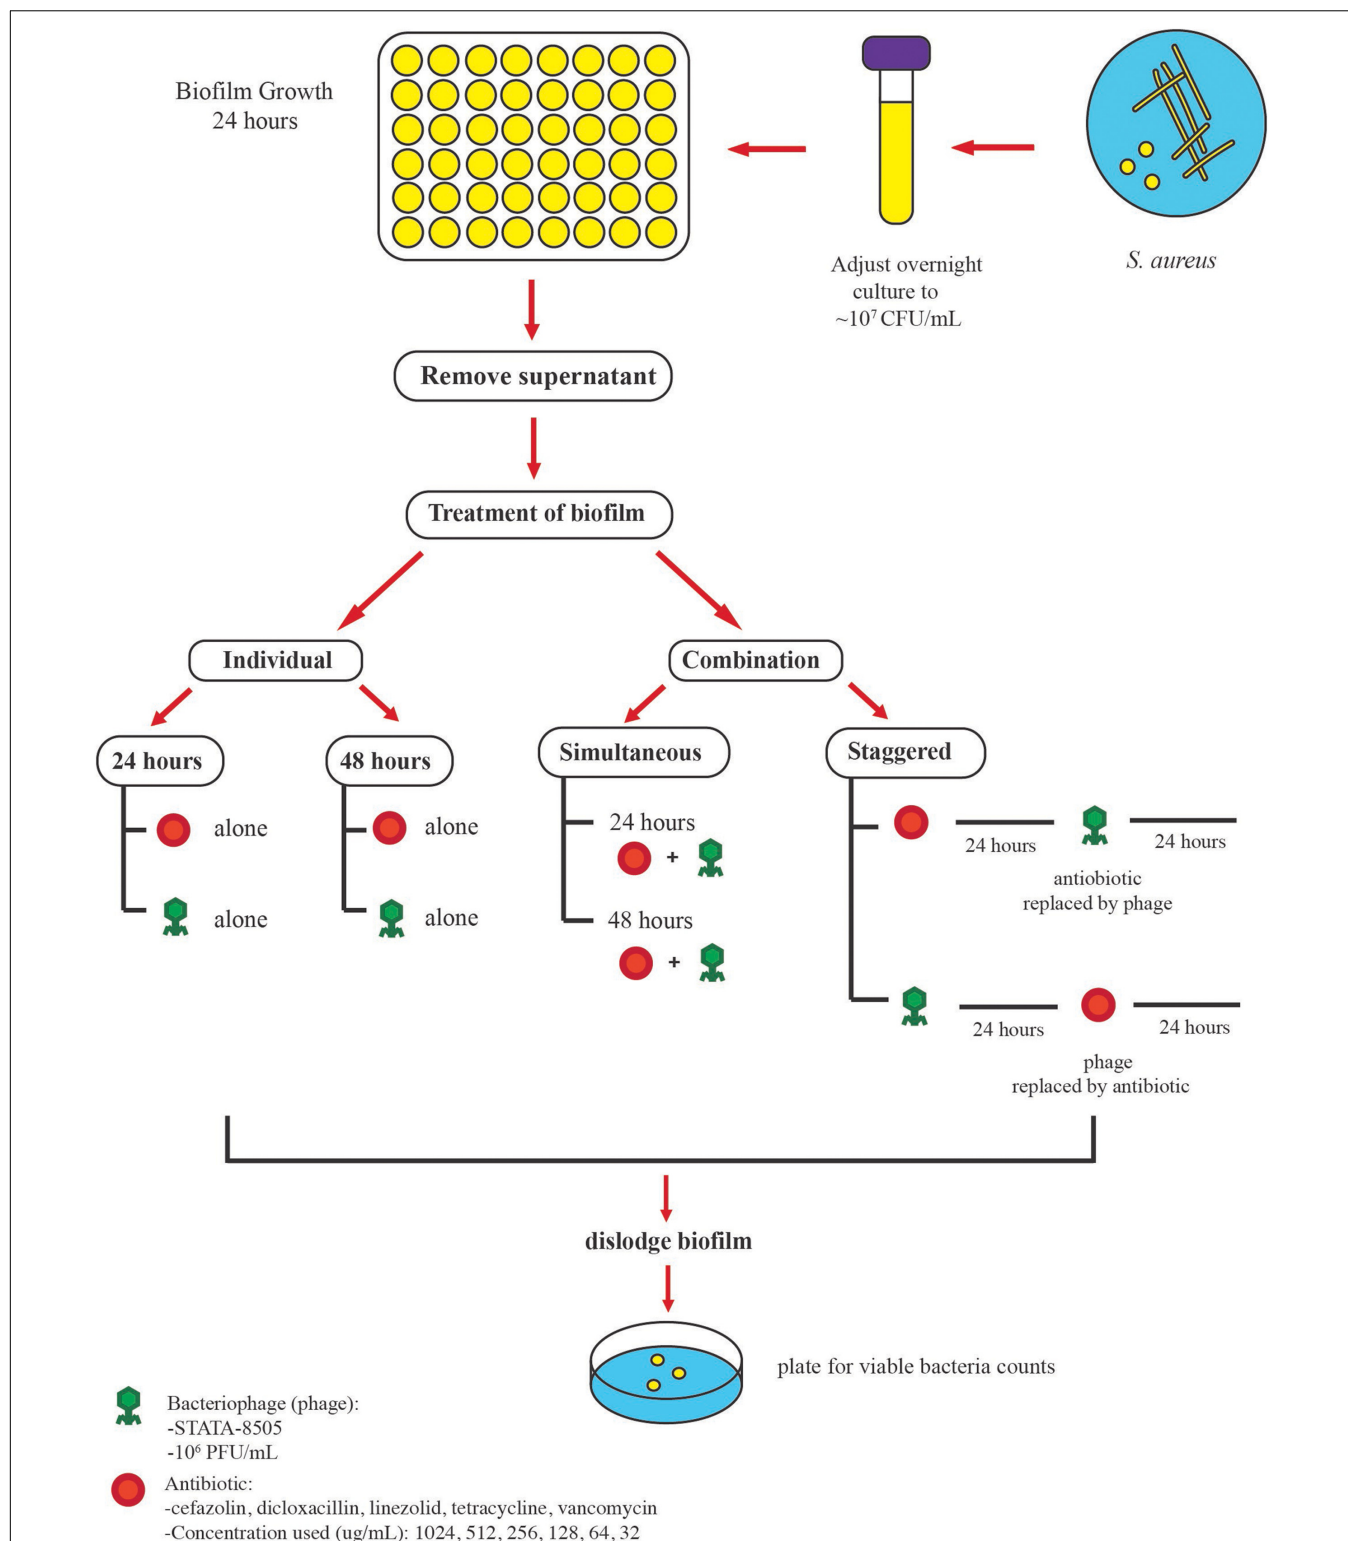 Biofilm Growth
24 hours
Adjust overnight
culture to
~10⁷ CFU/mL
S. aureus
Remove supernatant
Treatment of biofilm
Individual
Combination
24 hours
48 hours
Simultaneous
Staggered
alone
alone
alone
alone
24 hours
+
48 hours
+
24 hours
24 hours
antiobiotic
replaced by phage
24 hours
24 hours
phage
replaced by antibiotic
dislodge biofilm
plate for viable bacteria counts
Bacteriophage (phage):
-STATA-8505
-10⁶ PFU/mL
Antibiotic:
-cefazolin, dicloxacillin, linezolid, tetracycline, vancomycin
-Concentration used (ug/mL): 1024, 512, 256, 128, 64, 32